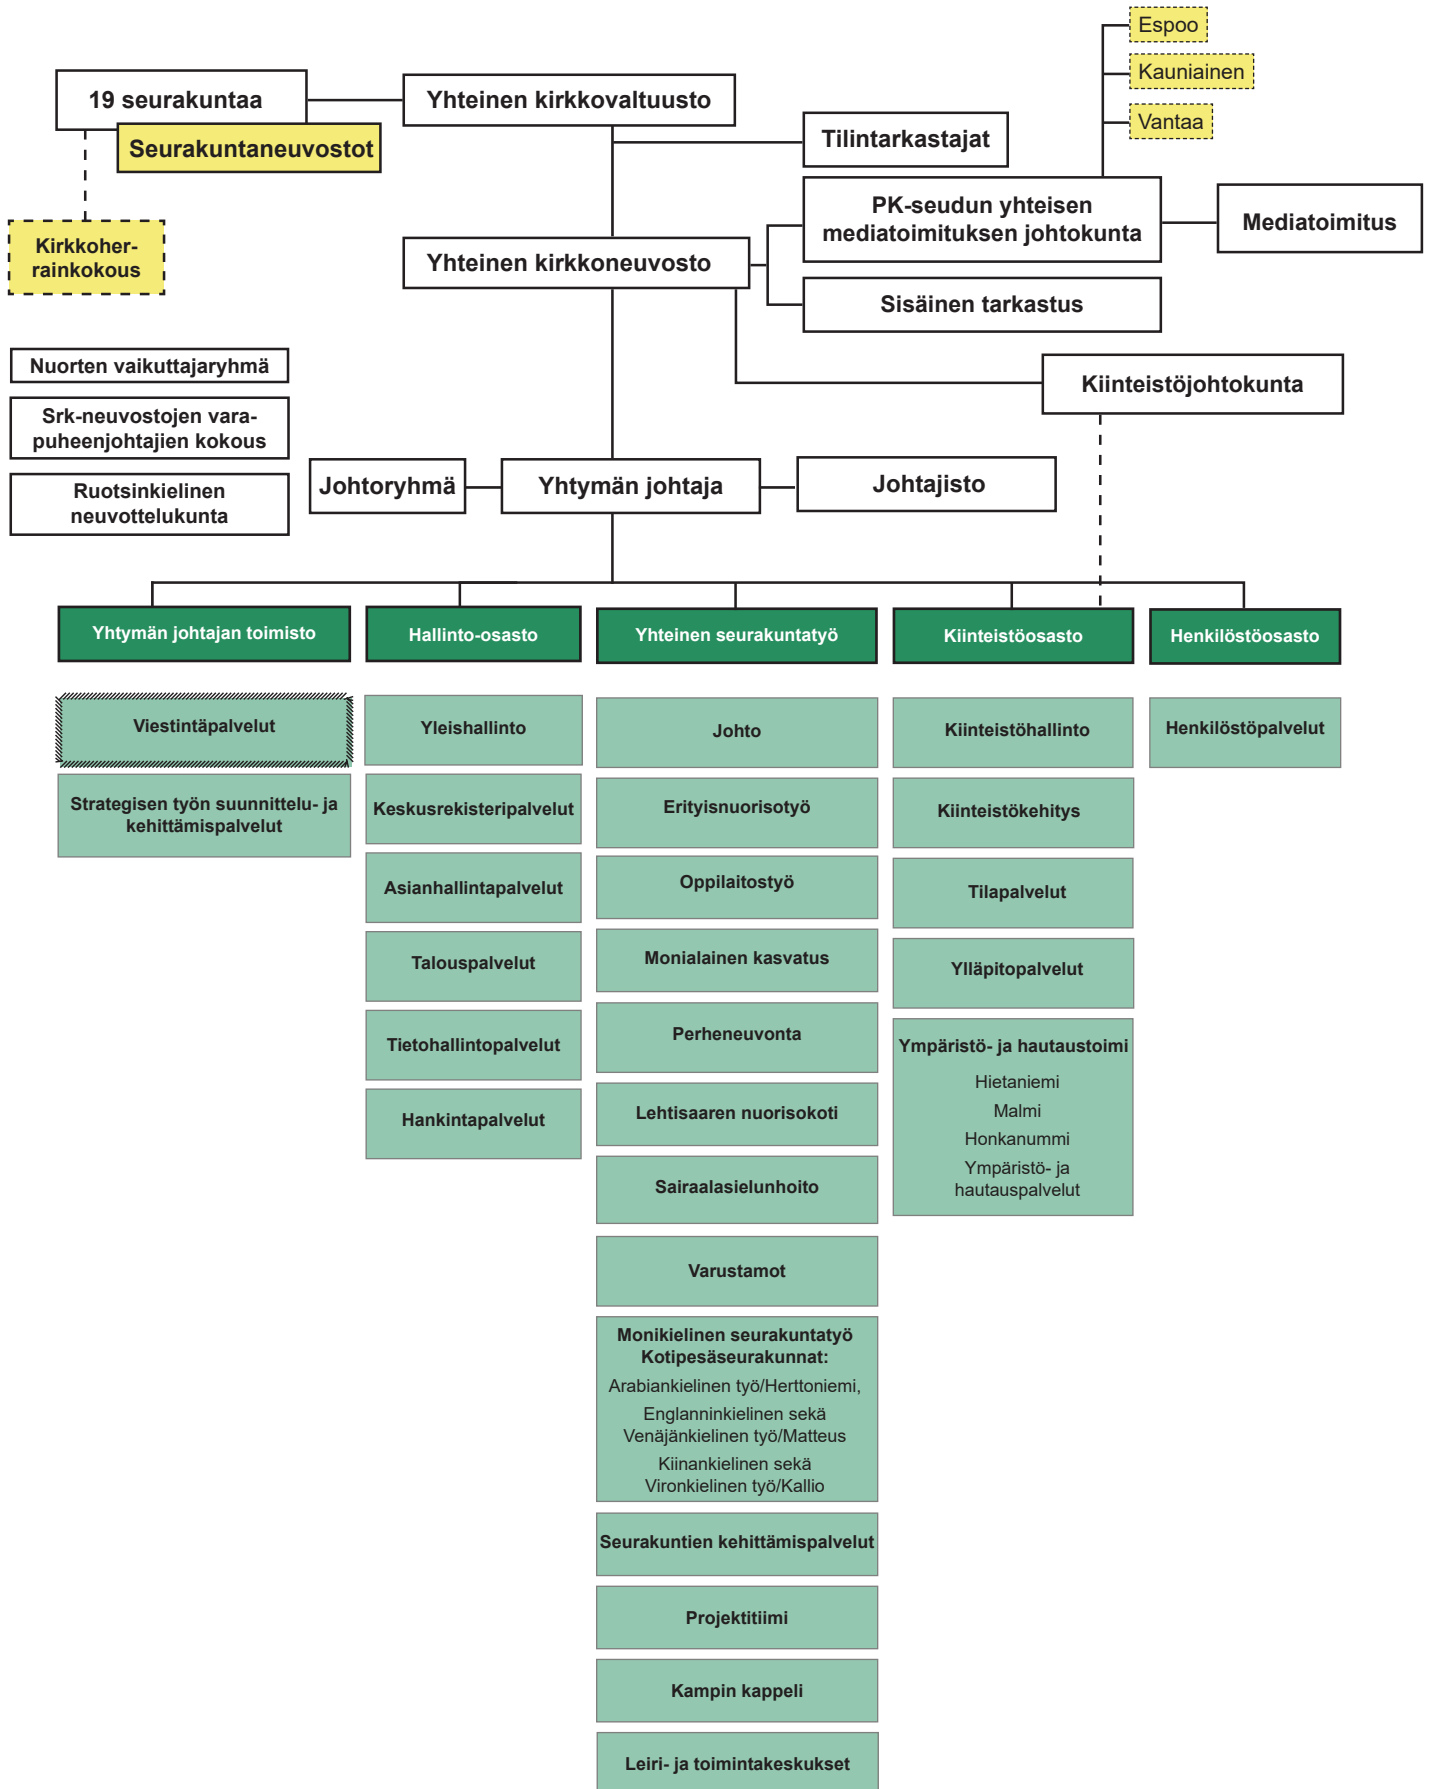 Espoo
Kauniainen
Vantaa
19 seurakuntaa
Seurakuntaneuvostot
Yhteinen kirkkovaltuusto
Tilintarkastajat
PK-seudun yhteisen
mediatoimituksen johtokunta
Mediatoimitus
Kirkkoher-
rainkokous
Yhteinen kirkkoneuvosto
Sisäinen tarkastus
Nuorten vaikuttajaryhmä
Kiinteistöjohtokunta
Srk-neuvostojen vara-
puheenjohtajien kokous
Ruotsinkielinen
neuvottelukunta
Johtoryhmä
Yhtymän johtaja
Johtajisto
Yhtymän johtajan toimisto
Viestintäpalvelut
Strategisen työn suunnittelu- ja
kehittämispalvelut
Hallinto-osasto
Yleishallinto
Keskusrekisteripalvelut
Asianhallintapalvelut
Talouspalvelut
Tietohallintopalvelut
Hankintapalvelut
Yhteinen seurakuntatyö
Johto
Erityisnuorisotyö
Oppilaitostyö
Monialainen kasvatus
Perheneuvonta
Lehtisaaren nuorisokoti
Sairaalasielunhoito
Varustamot
Monikielinen seurakuntatyö
Kotipesäseurakunnat:
Arabiankielinen työ/Herttoniemi,
Englanninkielinen sekä
Venäjänkielinen työ/Matteus
Kiinankielinen sekä
Vironkielinen työ/Kallio
Seurakuntien kehittämispalvelut
Projektitiimi
Kampin kappeli
Leiri- ja toimintakeskukset
Kiinteistöosasto
Kiinteistöhallinto
Kiinteistökehitys
Tilapalvelut
Ylläpitopalvelut
Ympäristö- ja hautaustoimi
Hietaniemi
Malmi
Honkanummi
Ympäristö- ja
hautauspalvelut
Henkilöstöosasto
Henkilöstöpalvelut